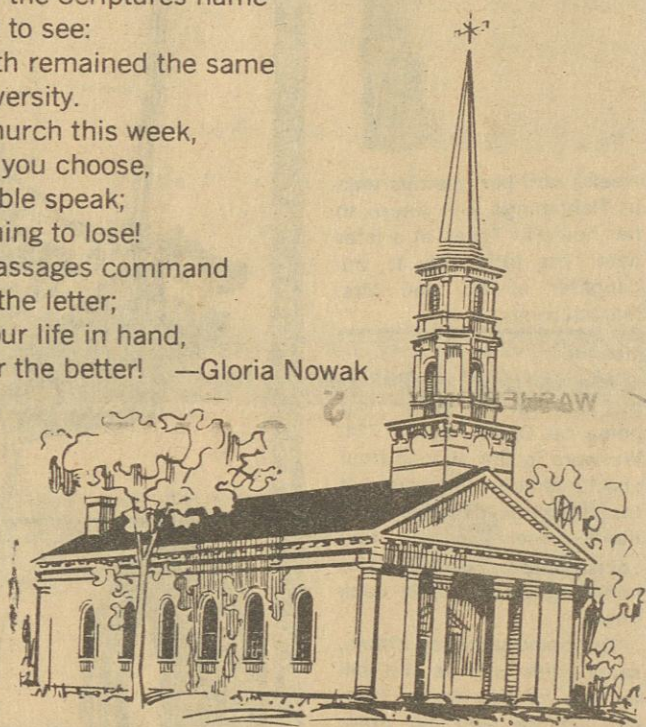 the Scriptures name
to see:
th remained the same
versity.
hurch this week,
you choose,
ble speak;
ning to lose!
assages command
the letter;
our life in hand,
r the better! —Gloria Nowak